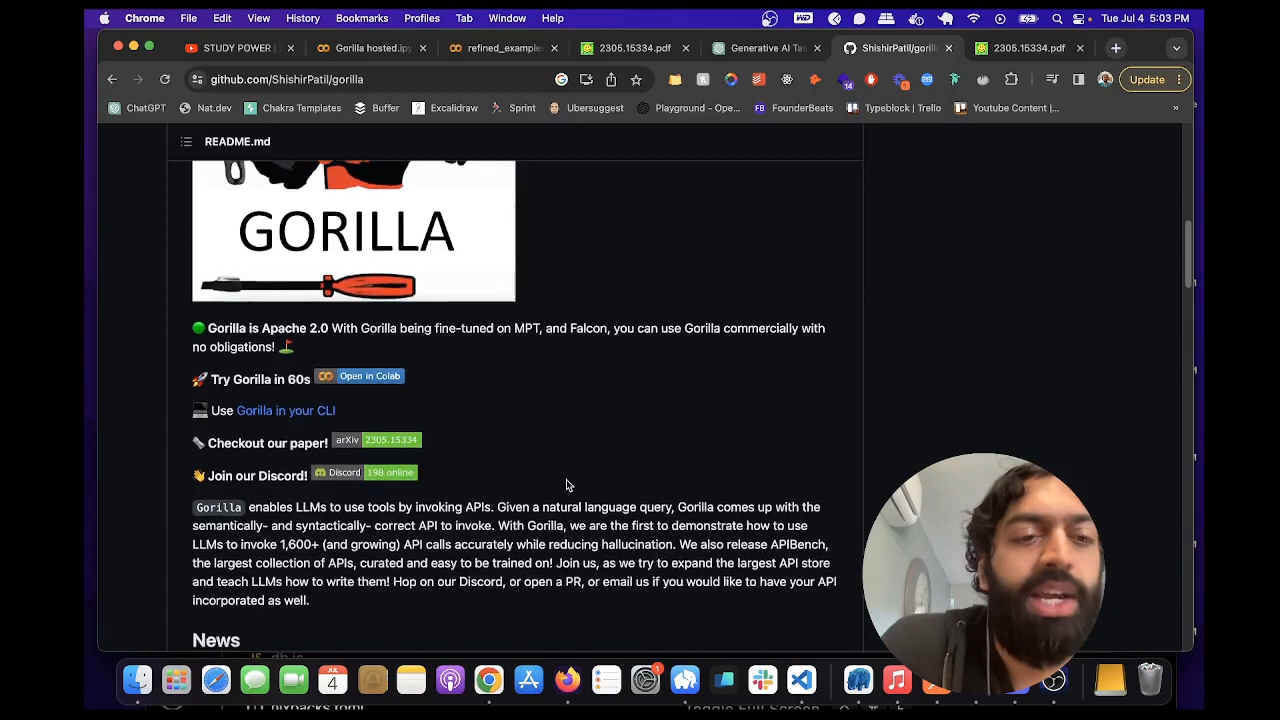 Chrome File Edit View History Bookmarks Profiles Tab Window Help Tue Jul 4 5:03 PM
STUDY POWER | Gorilla hosted.ipy refined_examples 2305.15334.pdf Generative AI Tas ShishirPatil/gorill 2305.15334.pdf
github.com/ShishirPatil/gorilla 14 Update
ChatGPT Nat.dev Chakra Templates Buffer Excalidraw Sprint Ubersuggest Playground - Ope... FB FounderBeats Typeblock | Trello Youtube Content |... »
README.md
GORILLA
Gorilla is Apache 2.0 With Gorilla being fine-tuned on MPT, and Falcon, you can use Gorilla commercially with
no obligations!
Try Gorilla in 60s Open in Colab
Use Gorilla in your CLI
Checkout our paper! arXiv 2305.15334
Join our Discord! Discord 198 online
Gorilla enables LLMs to use tools by invoking APIs. Given a natural language query, Gorilla comes up with the
semantically- and syntactically- correct API to invoke. With Gorilla, we are the first to demonstrate how to use
LLMs to invoke 1,600+ (and growing) API calls accurately while reducing hallucination. We also release APIBench,
the largest collection of APIs, curated and easy to be trained on! Join us, as we try to expand the largest API store
and teach LLMs how to write them! Hop on our Discord, or open a PR, or email us if you would like to have your API
incorporated as well.
News
JUL
4
1